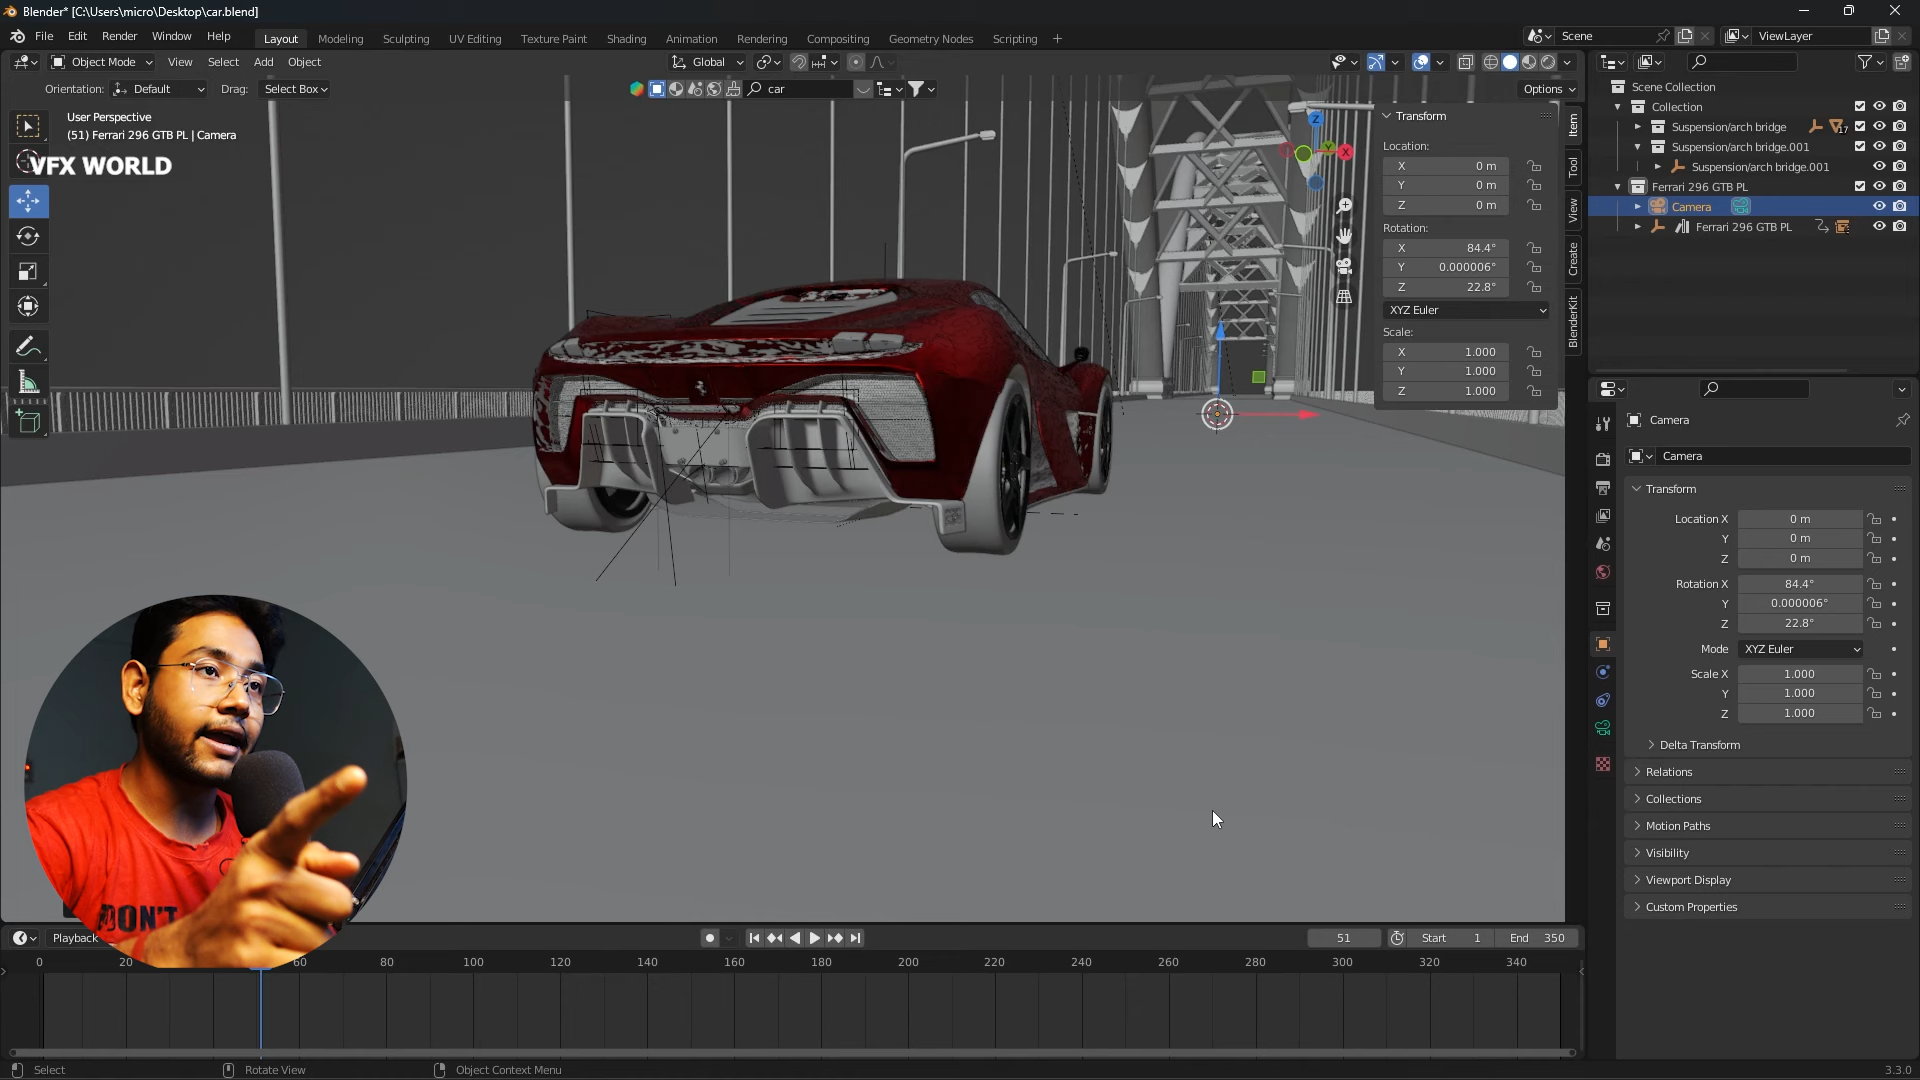 Blender* [C:\Users\micro\Desktop\car.blend]
File Edit Render Window Help
Layout Modeling Sculpting UV Editing Texture Paint Shading Animation Rendering Compositing Geometry Nodes Scripting +
Scene
ViewLayer
Object Mode View Select Add Object
Global
Orientation: Default Drag: Select Box
car
Options
User Perspective
(51) Ferrari 296 GTB PL | Camera
VFX WORLD
Transform
Location:
X 0 m
Y 0 m
Z 0 m
Rotation:
X 84.4°
Y 0.000006°
Z 22.8°
XYZ Euler
Scale:
X 1.000
Y 1.000
Z 1.000
Item
Tool
View
Create
BlenderKit
Z
Y
X
Scene Collection
Collection
Suspension/arch bridge 17
Suspension/arch bridge.001
Suspension/arch bridge.001
Ferrari 296 GTB PL
Camera
Ferrari 296 GTB PL
Camera
Camera
Transform
Location X 0 m
Y 0 m
Z 0 m
Rotation X 84.4°
Y 0.000006°
Z 22.8°
Mode XYZ Euler
Scale X 1.000
Y 1.000
Z 1.000
Delta Transform
Relations
Collections
Motion Paths
Visibility
Viewport Display
Custom Properties
DON'T
Playback
51 Start 1 End 350
0 20 60 80 100 120 140 160 180 200 220 240 260 280 300 320 340
Select Rotate View Object Context Menu 3.3.0